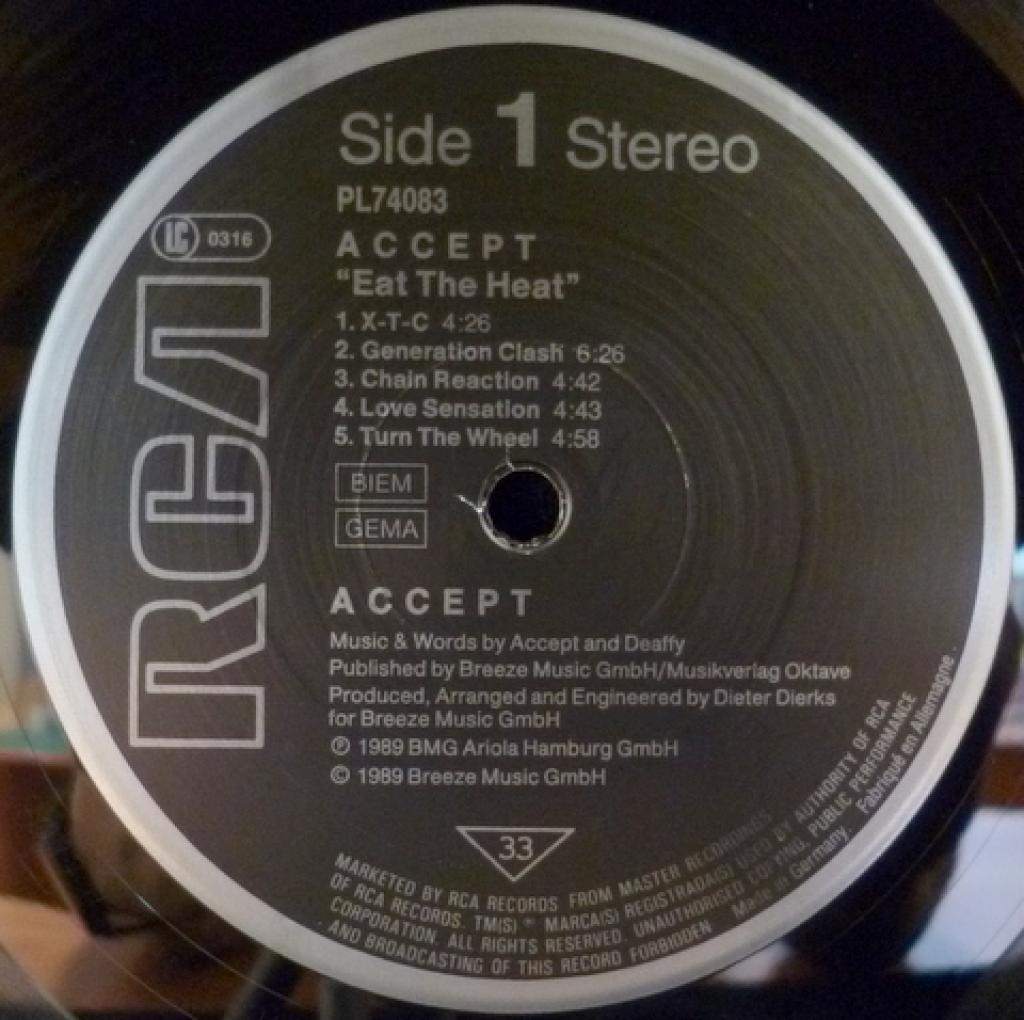 Side 1 Stereo
PL74083
LC 0316
RCA
ACCEPT
"Eat The Heat"
1. X-T-C 4:26
2. Generation Clash 6:26
3. Chain Reaction 4:42
4. Love Sensation 4:43
5. Turn The Wheel 4:58
BIEM
GEMA
ACCEPT
Music & Words by Accept and Deaffy
Published by Breeze Music GmbH/Musikverlag Oktave
Produced, Arranged and Engineered by Dieter Dierks
for Breeze Music GmbH
℗ 1989 BMG Ariola Hamburg GmbH
© 1989 Breeze Music GmbH
33
MARKETED BY RCA RECORDS FROM MASTER RECORDINGS
OF RCA RECORDS. TM(S) ® MARCA(S) REGISTRADA(S) USED BY AUTHORITY OF RCA
CORPORATION. ALL RIGHTS RESERVED. UNAUTHORISED COPYING, PUBLIC PERFORMANCE
AND BROADCASTING OF THIS RECORD FORBIDDEN Made in Germany. Fabriqué en Allemagne.